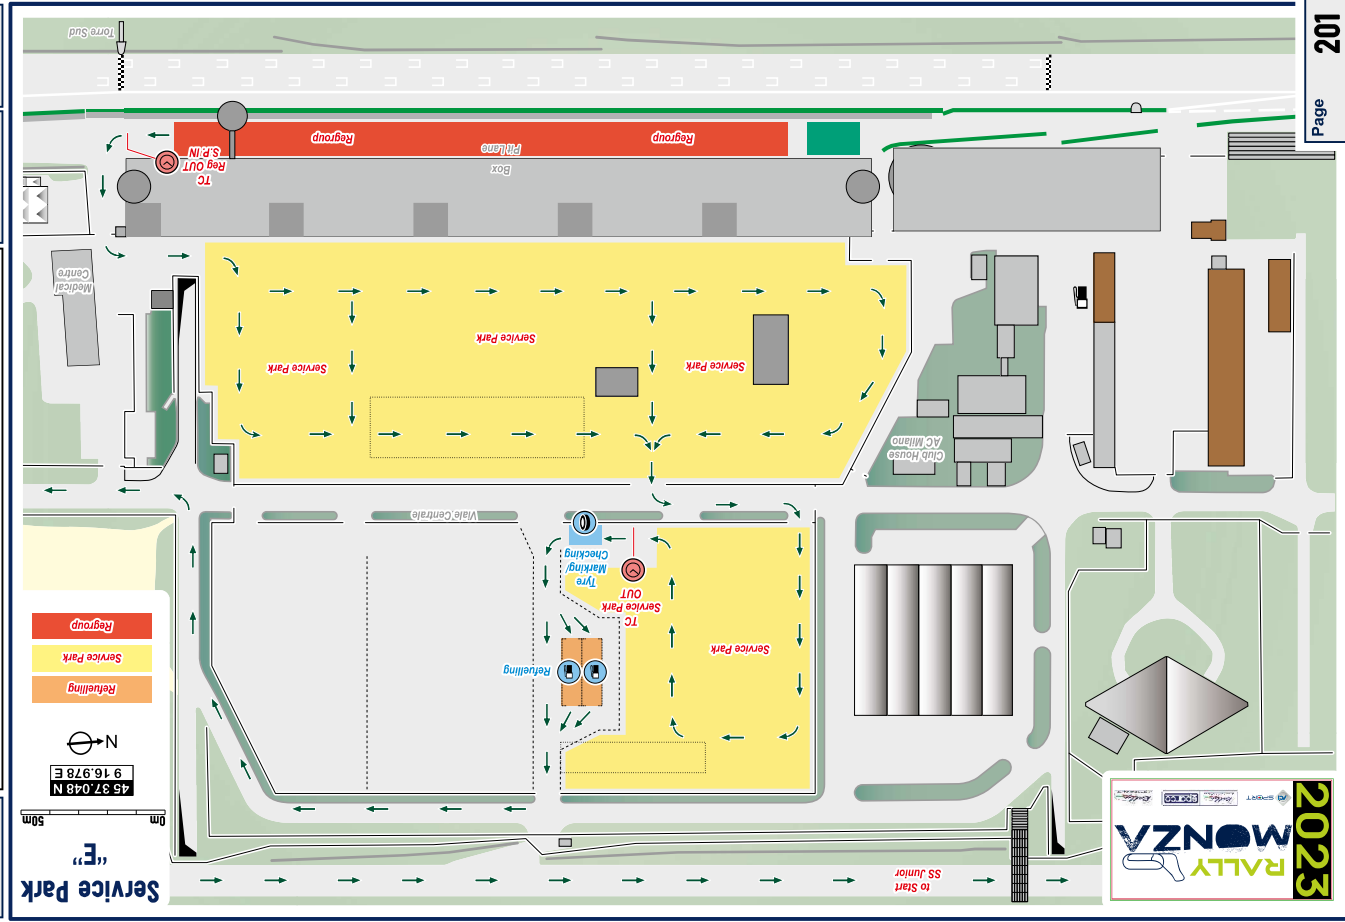 Page 201
Service Park
"E"
0m 50m
45 37.048 N
9 16.978 E
N
Refuelling
Service Park
Regroup
2023
RALLY
MONZA
ACI SPORT
to Start
SS Junior
Service Park
Refuelling
TC
Service Park
OUT
Tyre
Marking/
Checking
Viale Centrale
Club House
AC Milano
Service Park
Service Park
Service Park
Medical
Centre
Box
Pit Lane
TC
Reg OUT
S.P. IN
Regroup
Regroup
Torre Sud